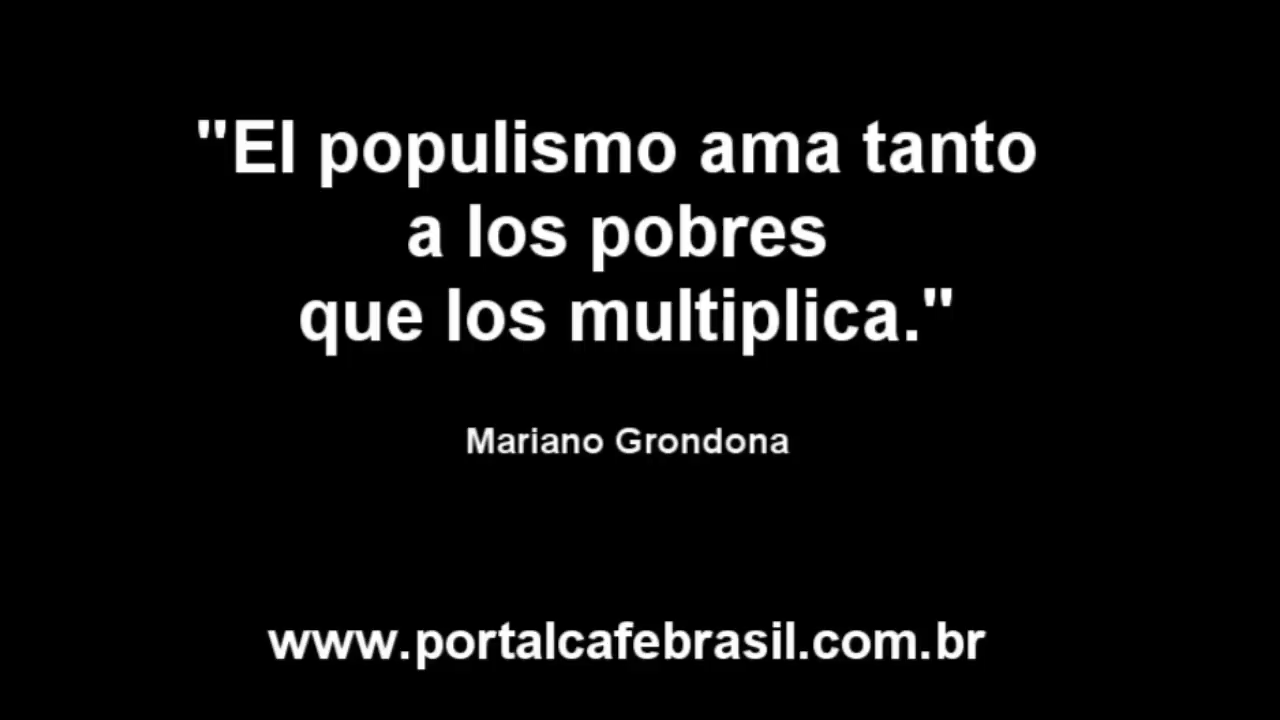 "El populismo ama tanto
a los pobres
que los multiplica."
Mariano Grondona
www.portalcafebrasil.com.br